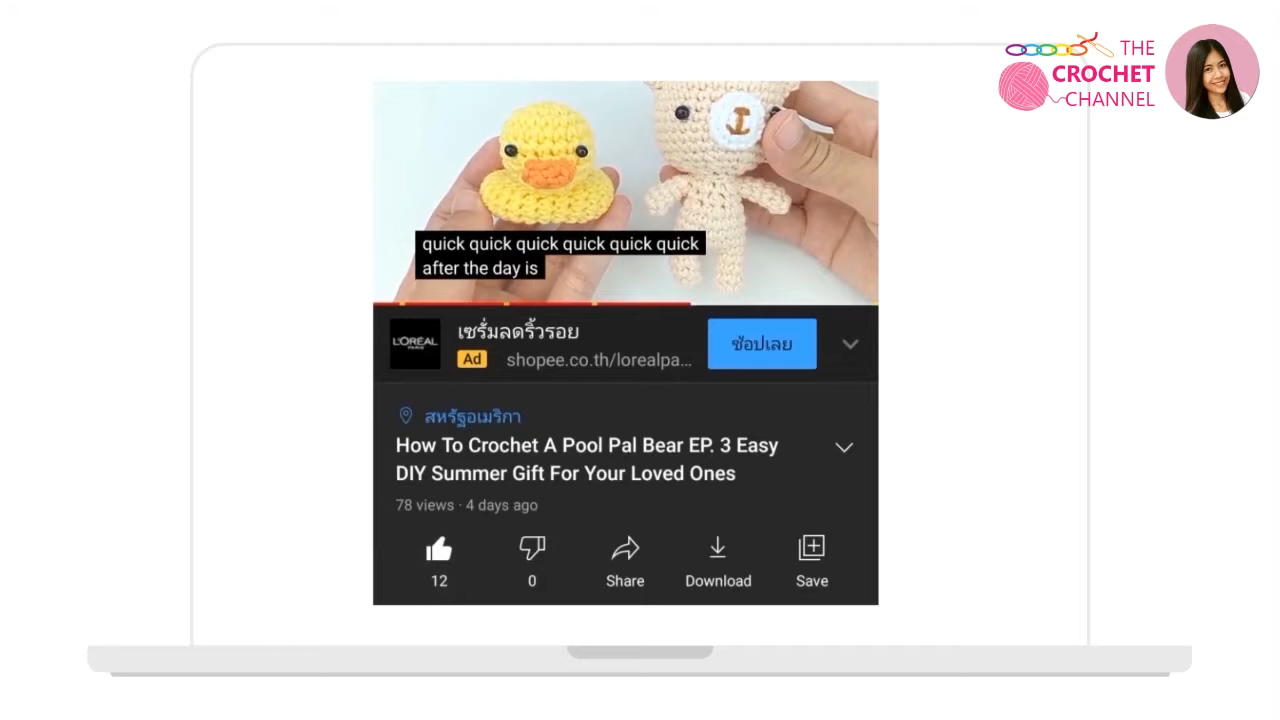 THE
CROCHET
CHANNEL
quick quick quick quick quick quick
after the day is
L'ORÉAL
PARIS
เซรั่มลดริ้วรอย
Ad shopee.co.th/lorealpa...
ช้อปเลย
สหรัฐอเมริกา
How To Crochet A Pool Pal Bear EP. 3 Easy
DIY Summer Gift For Your Loved Ones
78 views · 4 days ago
12
0
Share
Download
Save